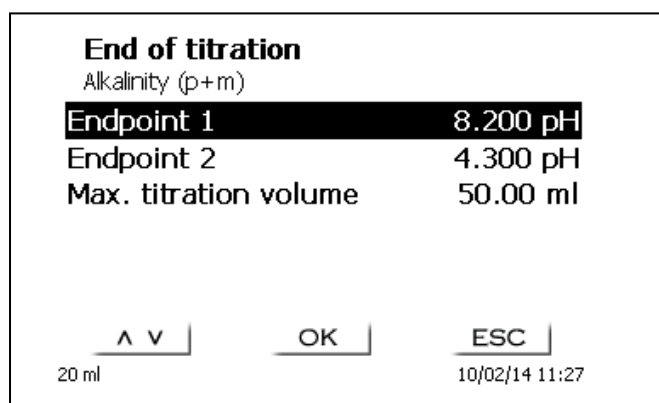 End of titration
Alkalinity (p+m)
Endpoint 1 8.200 pH
Endpoint 2 4.300 pH
Max. titration volume 50.00 ml
∧ ∨ OK ESC
20 ml 10/02/14 11:27